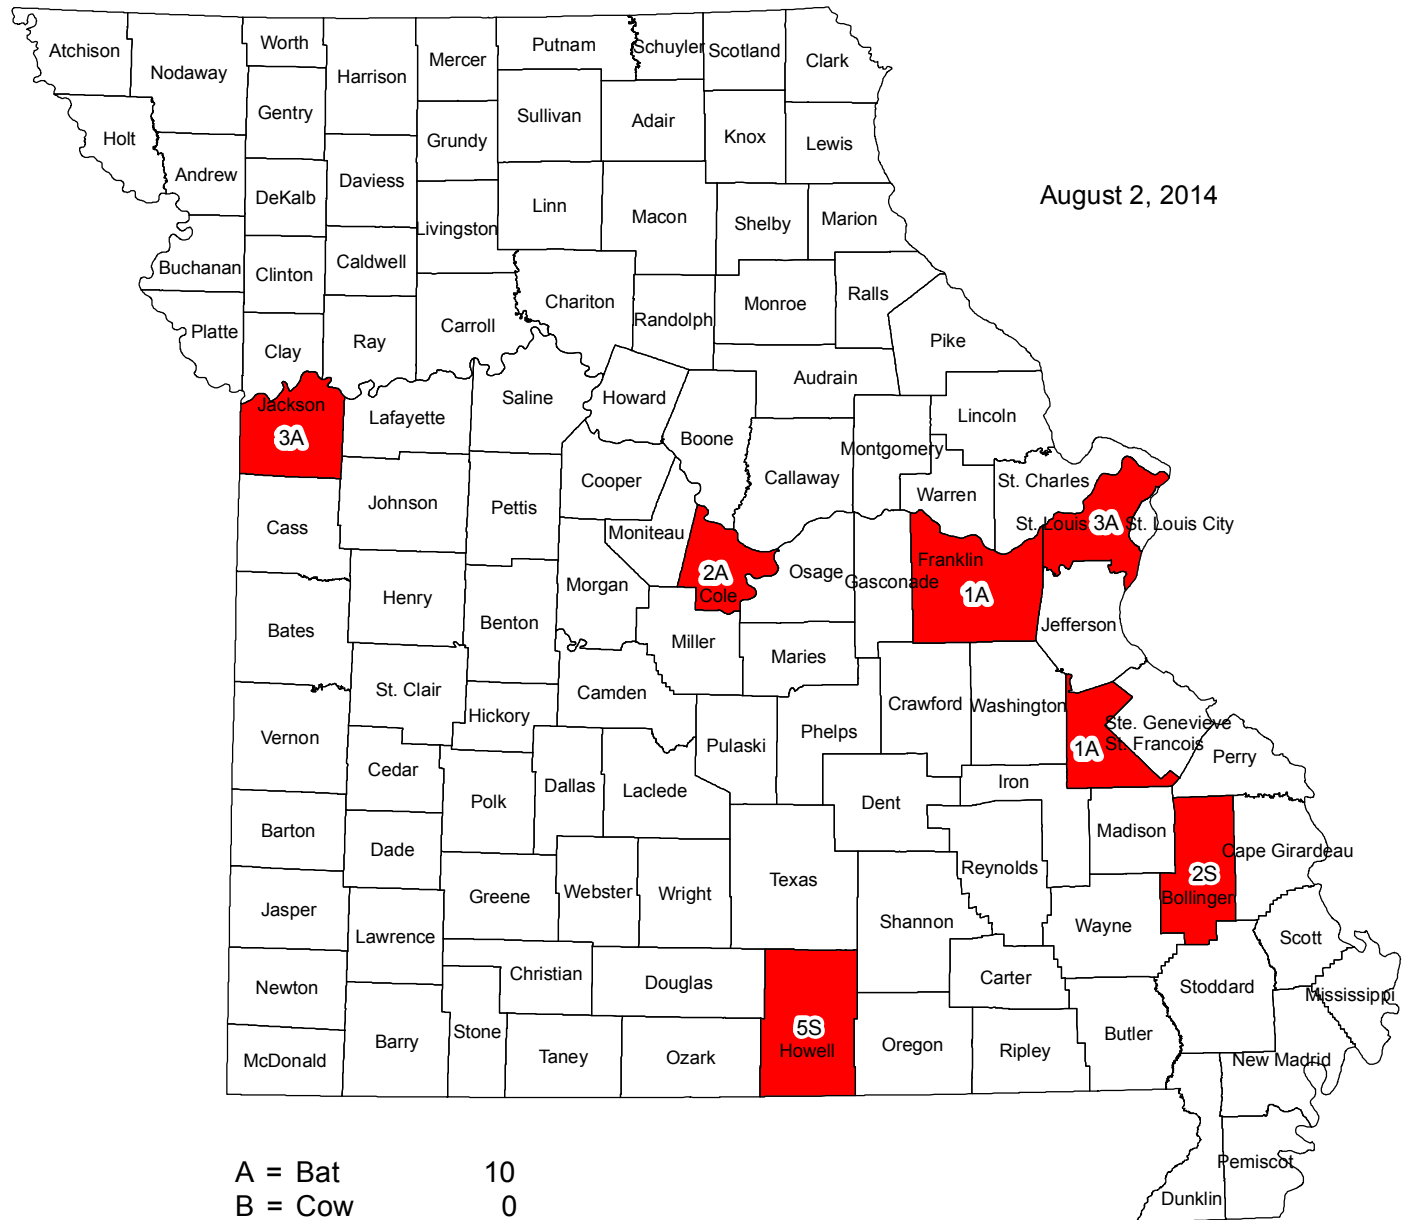 Atchison
Nodaway
Worth
Harrison
Mercer
Putnam
Schuyler
Scotland
Clark
Gentry
Sullivan
Adair
Knox
Lewis
Holt
Grundy
Andrew
DeKalb
Daviess
August 2, 2014
Livingston
Linn
Macon
Shelby
Marion
Buchanan
Clinton
Caldwell
Chariton
Randolph
Monroe
Ralls
Platte
Clay
Ray
Carroll
Pike
Audrain
Jackson
3A
Lafayette
Saline
Howard
Boone
Lincoln
Montgomery
Callaway
Cooper
Warren
St. Charles
Johnson
Pettis
Cass
Moniteau
St. Louis
3A
St. Louis City
Franklin
1A
2A
Cole
Osage
Gasconade
Morgan
Henry
Benton
Bates
Miller
Maries
Jefferson
St. Clair
Camden
Hickory
Crawford
Washington
Vernon
Pulaski
Phelps
Ste. Genevieve
1A
St. Francois
Perry
Cedar
Polk
Dallas
Laclede
Dent
Iron
Barton
Dade
Madison
Cape Girardeau
Greene
Webster
Wright
Texas
Reynolds
2S
Bollinger
Jasper
Lawrence
Shannon
Wayne
Scott
Christian
Douglas
Carter
Newton
Stoddard
Mississippi
Barry
Stone
Taney
Ozark
5S
Howell
Oregon
Ripley
Butler
McDonald
New Madrid
Pemiscot
Dunklin
A = Bat 10
B = Cow 0